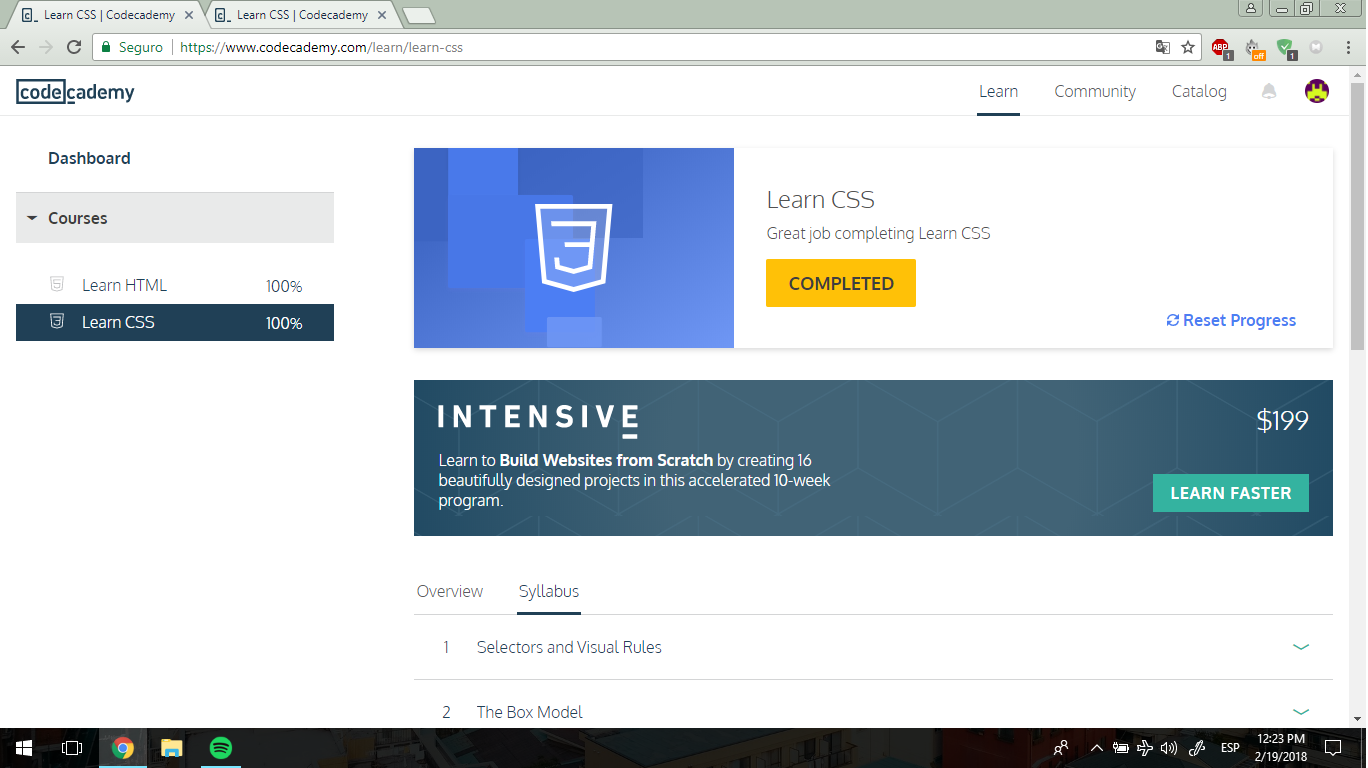 Learn CSS | Codecademy
Learn CSS | Codecademy
Seguro
https://www.codecademy.com/learn/learn-css
ABP
1
off
1
codecademy
Learn
Community
Catalog
Dashboard
Courses
Learn HTML 100%
Learn CSS 100%
Learn CSS
Great job completing Learn CSS
COMPLETED
Reset Progress
INTENSIVE
$199
Learn to Build Websites from Scratch by creating 16
beautifully designed projects in this accelerated 10-week
program.
LEARN FASTER
Overview
Syllabus
1 Selectors and Visual Rules
2 The Box Model
ESP
12:23 PM
2/19/2018